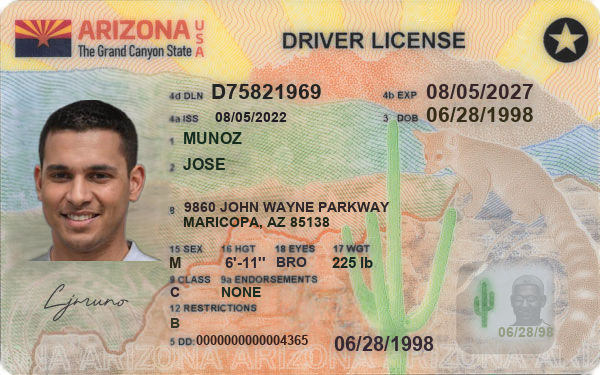 ARIZONA USA
The Grand Canyon State
DRIVER LICENSE
4d DLN D75821969 4b EXP 08/05/2027
4a ISS 08/05/2022 3 DOB 06/28/1998
1 MUNOZ
2 JOSE
8 9860 JOHN WAYNE PARKWAY
MARICOPA, AZ 85138
15 SEX 16 HGT 18 EYES 17 WGT
M 6'-11" BRO 225 lb
9 CLASS 9a ENDORSEMENTS
C NONE
12 RESTRICTIONS
B
5 DD: 0000000000004365 06/28/1998
06/28/98
ARIZONA ARIZONA ARIZONA